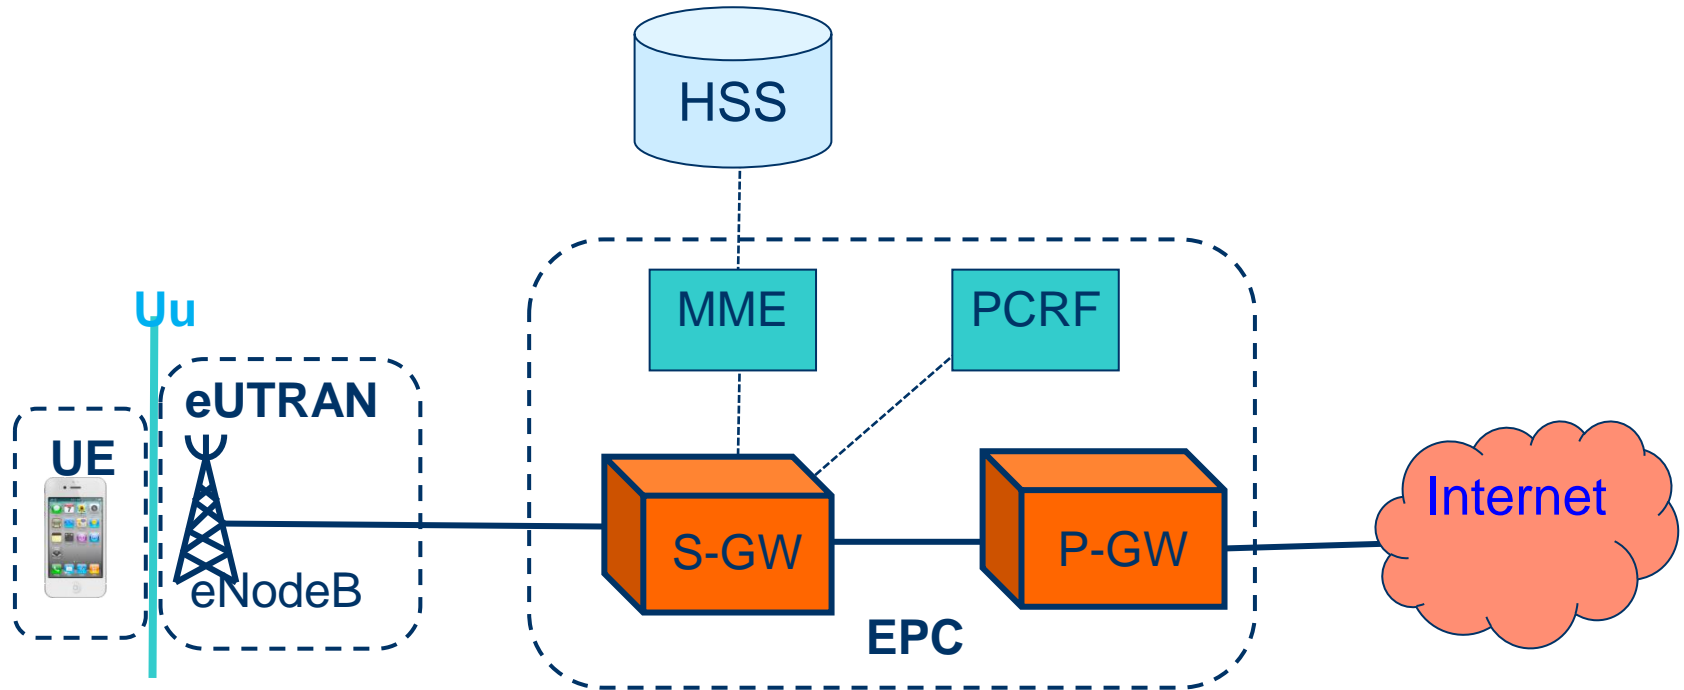 HSS
MME
PCRF
Uu
eUTRAN
UE
Internet
S-GW
P-GW
eNodeB
EPC